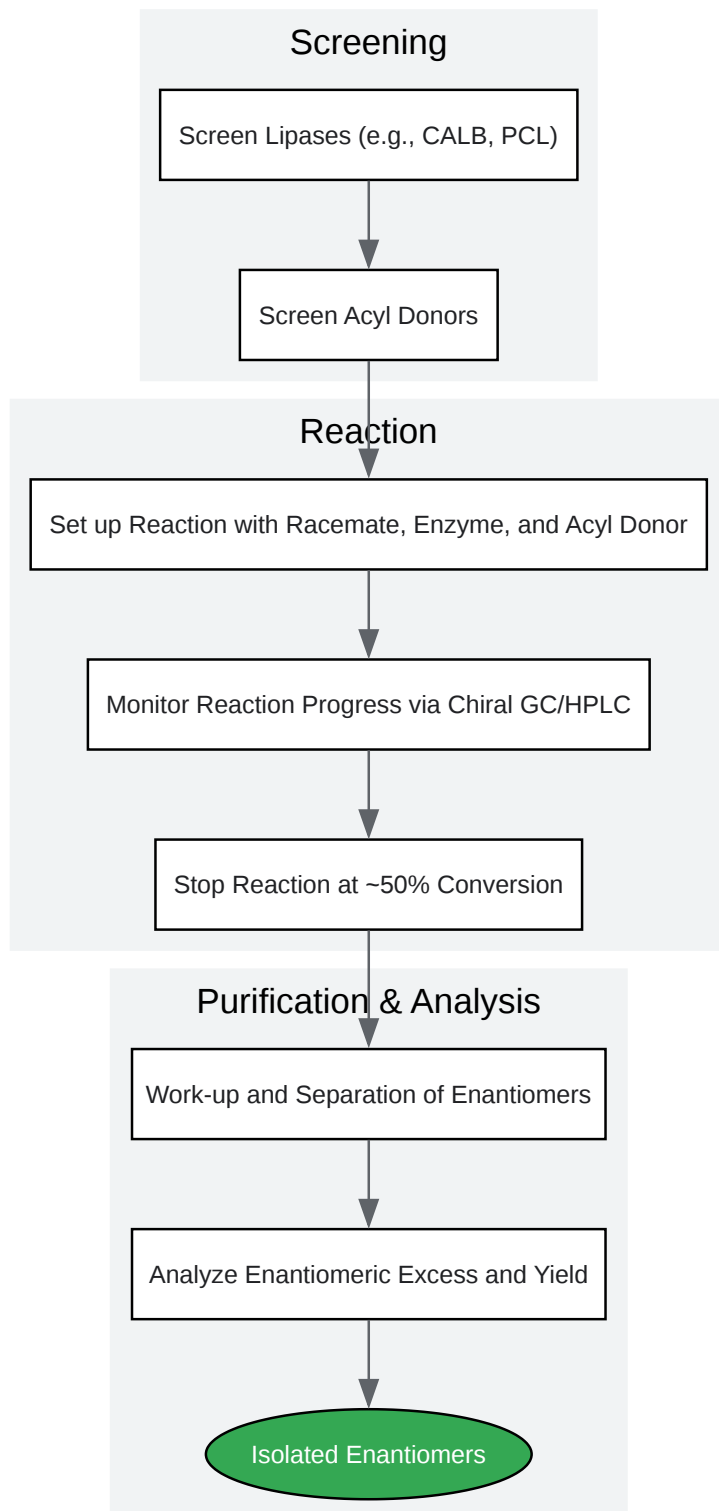 Screening
Screen Lipases (e.g., CALB, PCL)
Screen Acyl Donors
Reaction
Set up Reaction with Racemate, Enzyme, and Acyl Donor
Monitor Reaction Progress via Chiral GC/HPLC
Stop Reaction at ~50% Conversion
Purification & Analysis
Work-up and Separation of Enantiomers
Analyze Enantiomeric Excess and Yield
Isolated Enantiomers